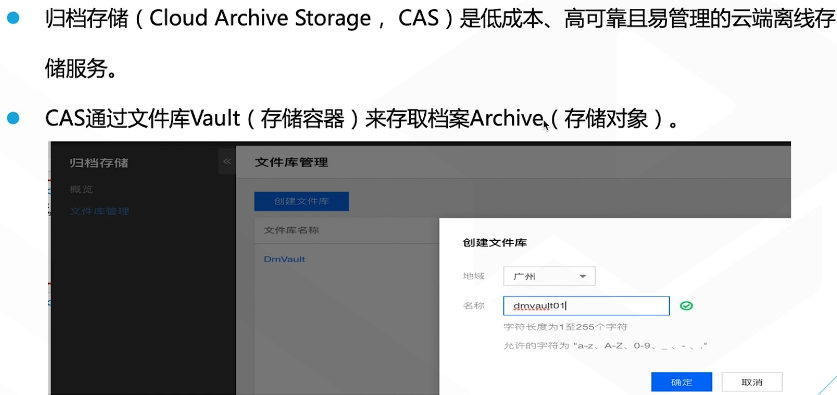 归档存储（Cloud Archive Storage， CAS）是低成本、高可靠且易管理的云端离线存
储服务。
CAS通过文件库Vault（存储容器）来存取档案Archive（存储对象）。
归档存储
«
文件库管理
概览
文件库管理
创建文件库
文件库名称
DmVault
创建文件库
地域
广州
名称
dmvault01
字符长度为1至255个字符
允许的字符为 "a-z、A-Z、0-9、_ 、- 、."
确定
取消